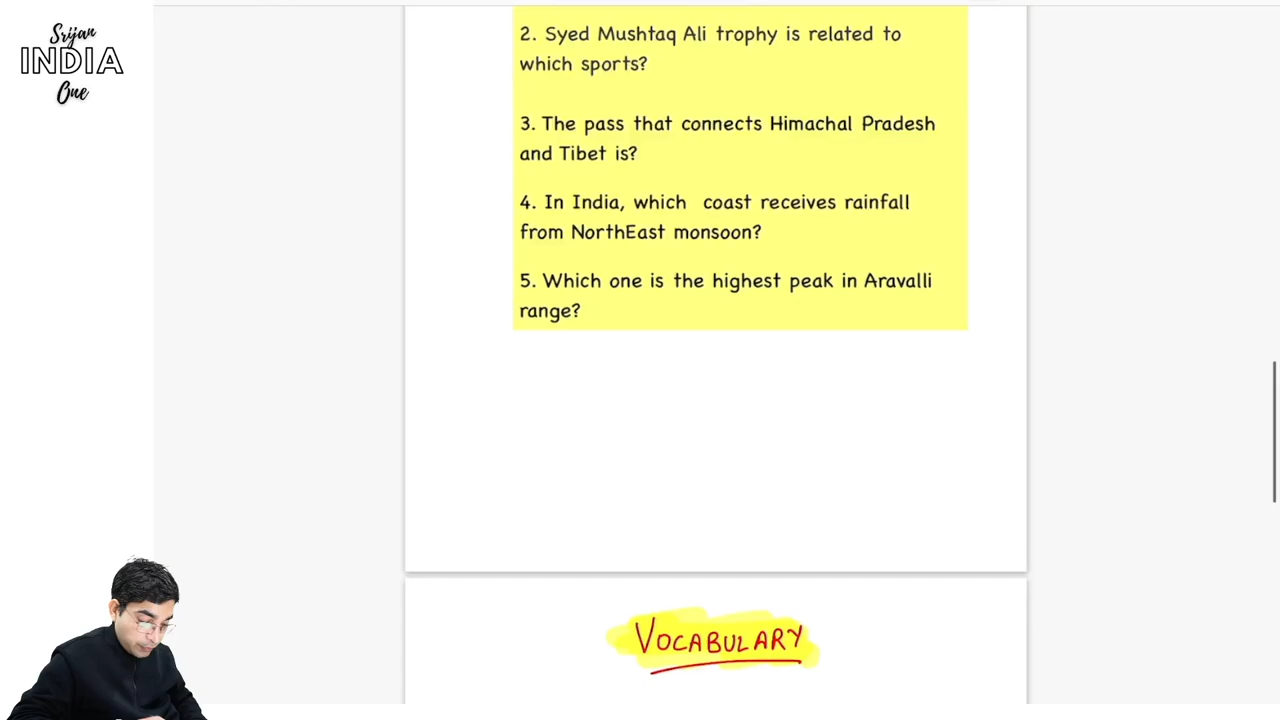 Srijan
INDIA
One
2. Syed Mushtaq Ali trophy is related to
which sports?
3. The pass that connects Himachal Pradesh
and Tibet is?
4. In India, which coast receives rainfall
from NorthEast monsoon?
5. Which one is the highest peak in Aravalli
range?
VOCABULARY